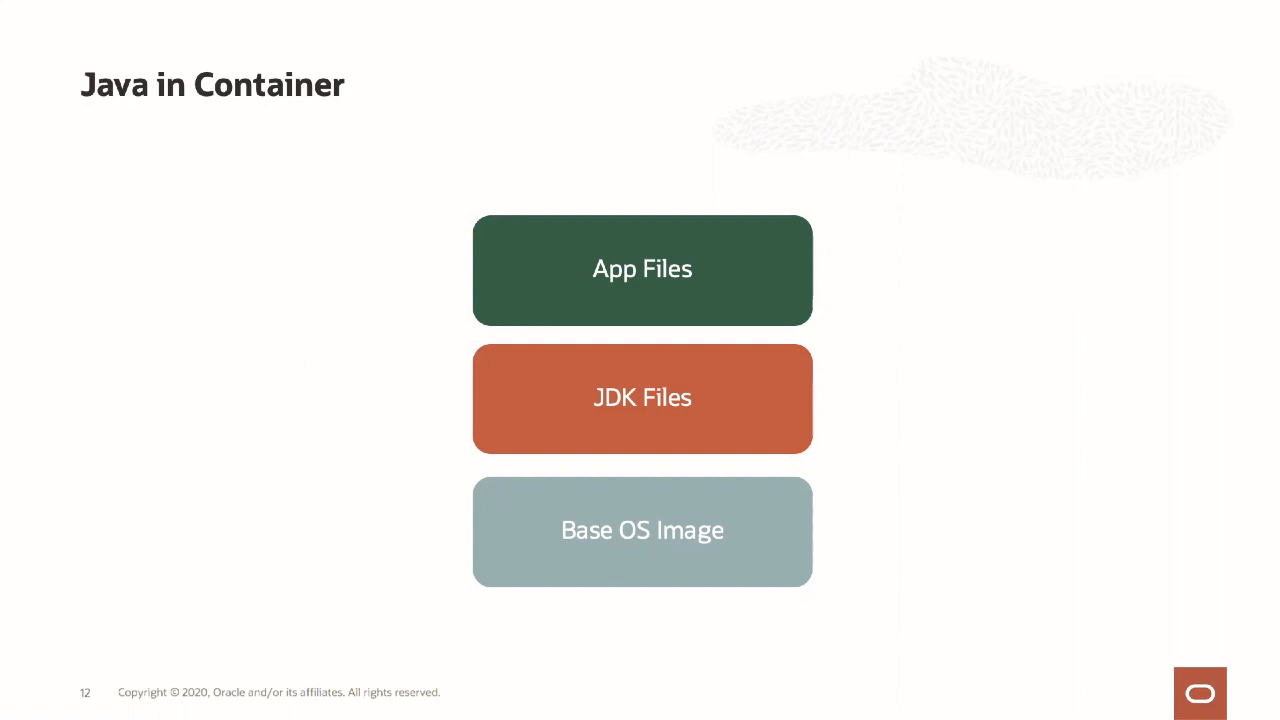 Java in Container
App Files
JDK Files
Base OS Image
12 Copyright © 2020, Oracle and/or its affiliates. All rights reserved.